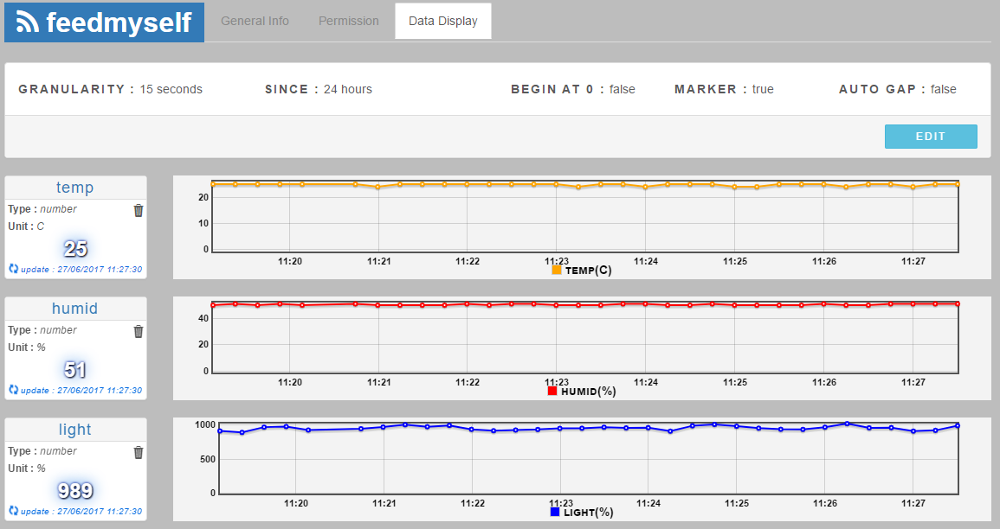 feedmyself General Info Permission Data Display
GRANULARITY : 15 seconds SINCE : 24 hours BEGIN AT 0 : false MARKER : true AUTO GAP : false
EDIT
temp
Type : number
Unit : C
25
update : 27/06/2017 11:27:30
20
10
0
11:20 11:21 11:22 11:23 11:24 11:25 11:26 11:27
TEMP(C)
humid
Type : number
Unit : %
51
update : 27/06/2017 11:27:30
40
20
0
11:20 11:21 11:22 11:23 11:24 11:25 11:26 11:27
HUMID(%)
light
Type : number
Unit : %
989
update : 27/06/2017 11:27:30
1000
500
0
11:20 11:21 11:22 11:23 11:24 11:25 11:26 11:27
LIGHT(%)